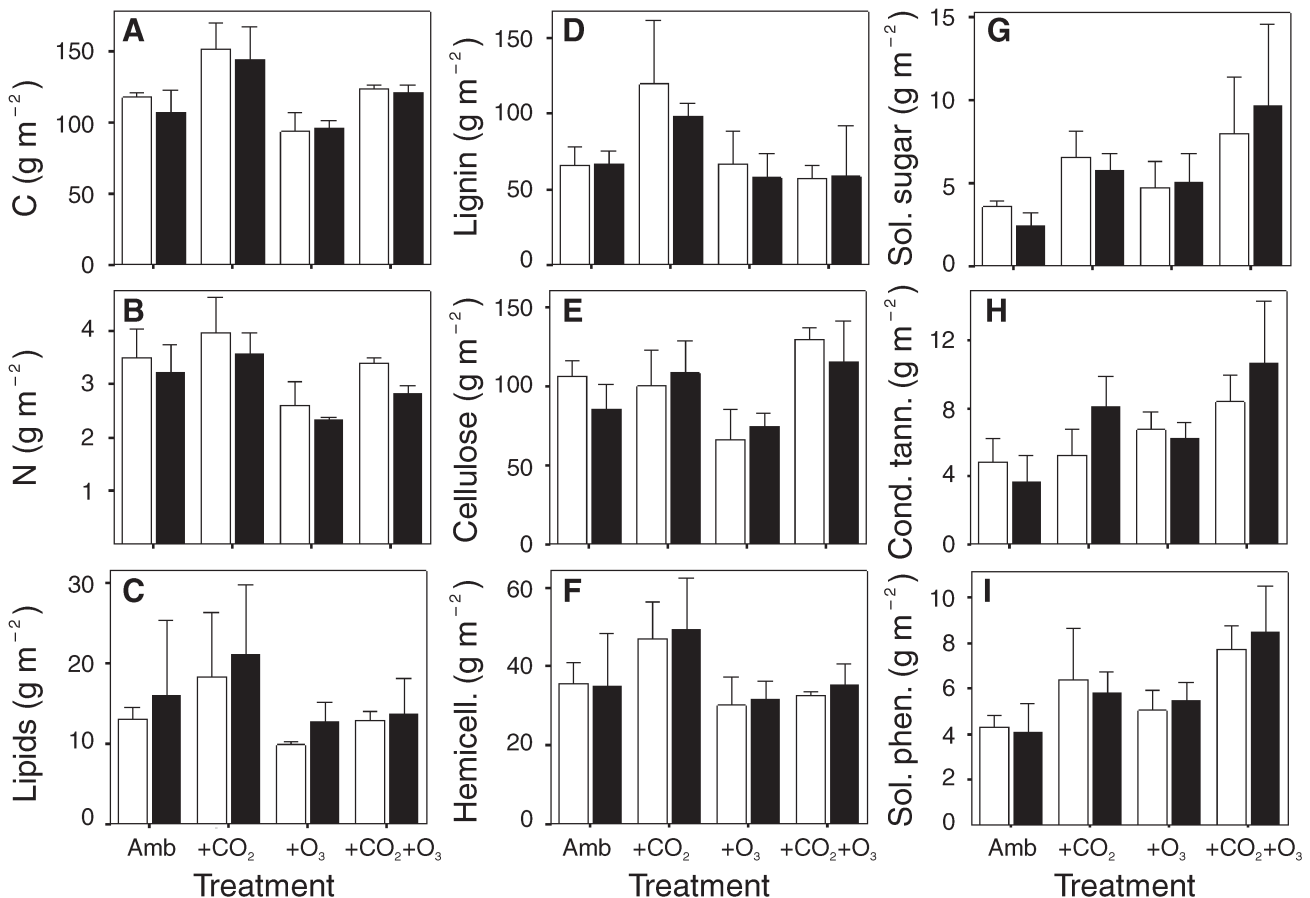 A
C (g m⁻²)
150
100
50
0
B
N (g m⁻²)
4
3
2
1
C
Lipids (g m⁻²)
30
20
10
0
Amb +CO₂ +O₃ +CO₂+O₃
Treatment
D
Lignin (g m⁻²)
150
100
50
0
E
Cellulose (g m⁻²)
150
100
50
0
F
Hemicell. (g m⁻²)
60
40
20
0
Amb +CO₂ +O₃ +CO₂+O₃
Treatment
G
Sol. sugar (g m⁻²)
15
10
5
0
H
Cond. tann. (g m⁻²)
12
8
4
0
I
Sol. phen. (g m⁻²)
10
8
6
4
2
0
Amb +CO₂ +O₃ +CO₂+O₃
Treatment